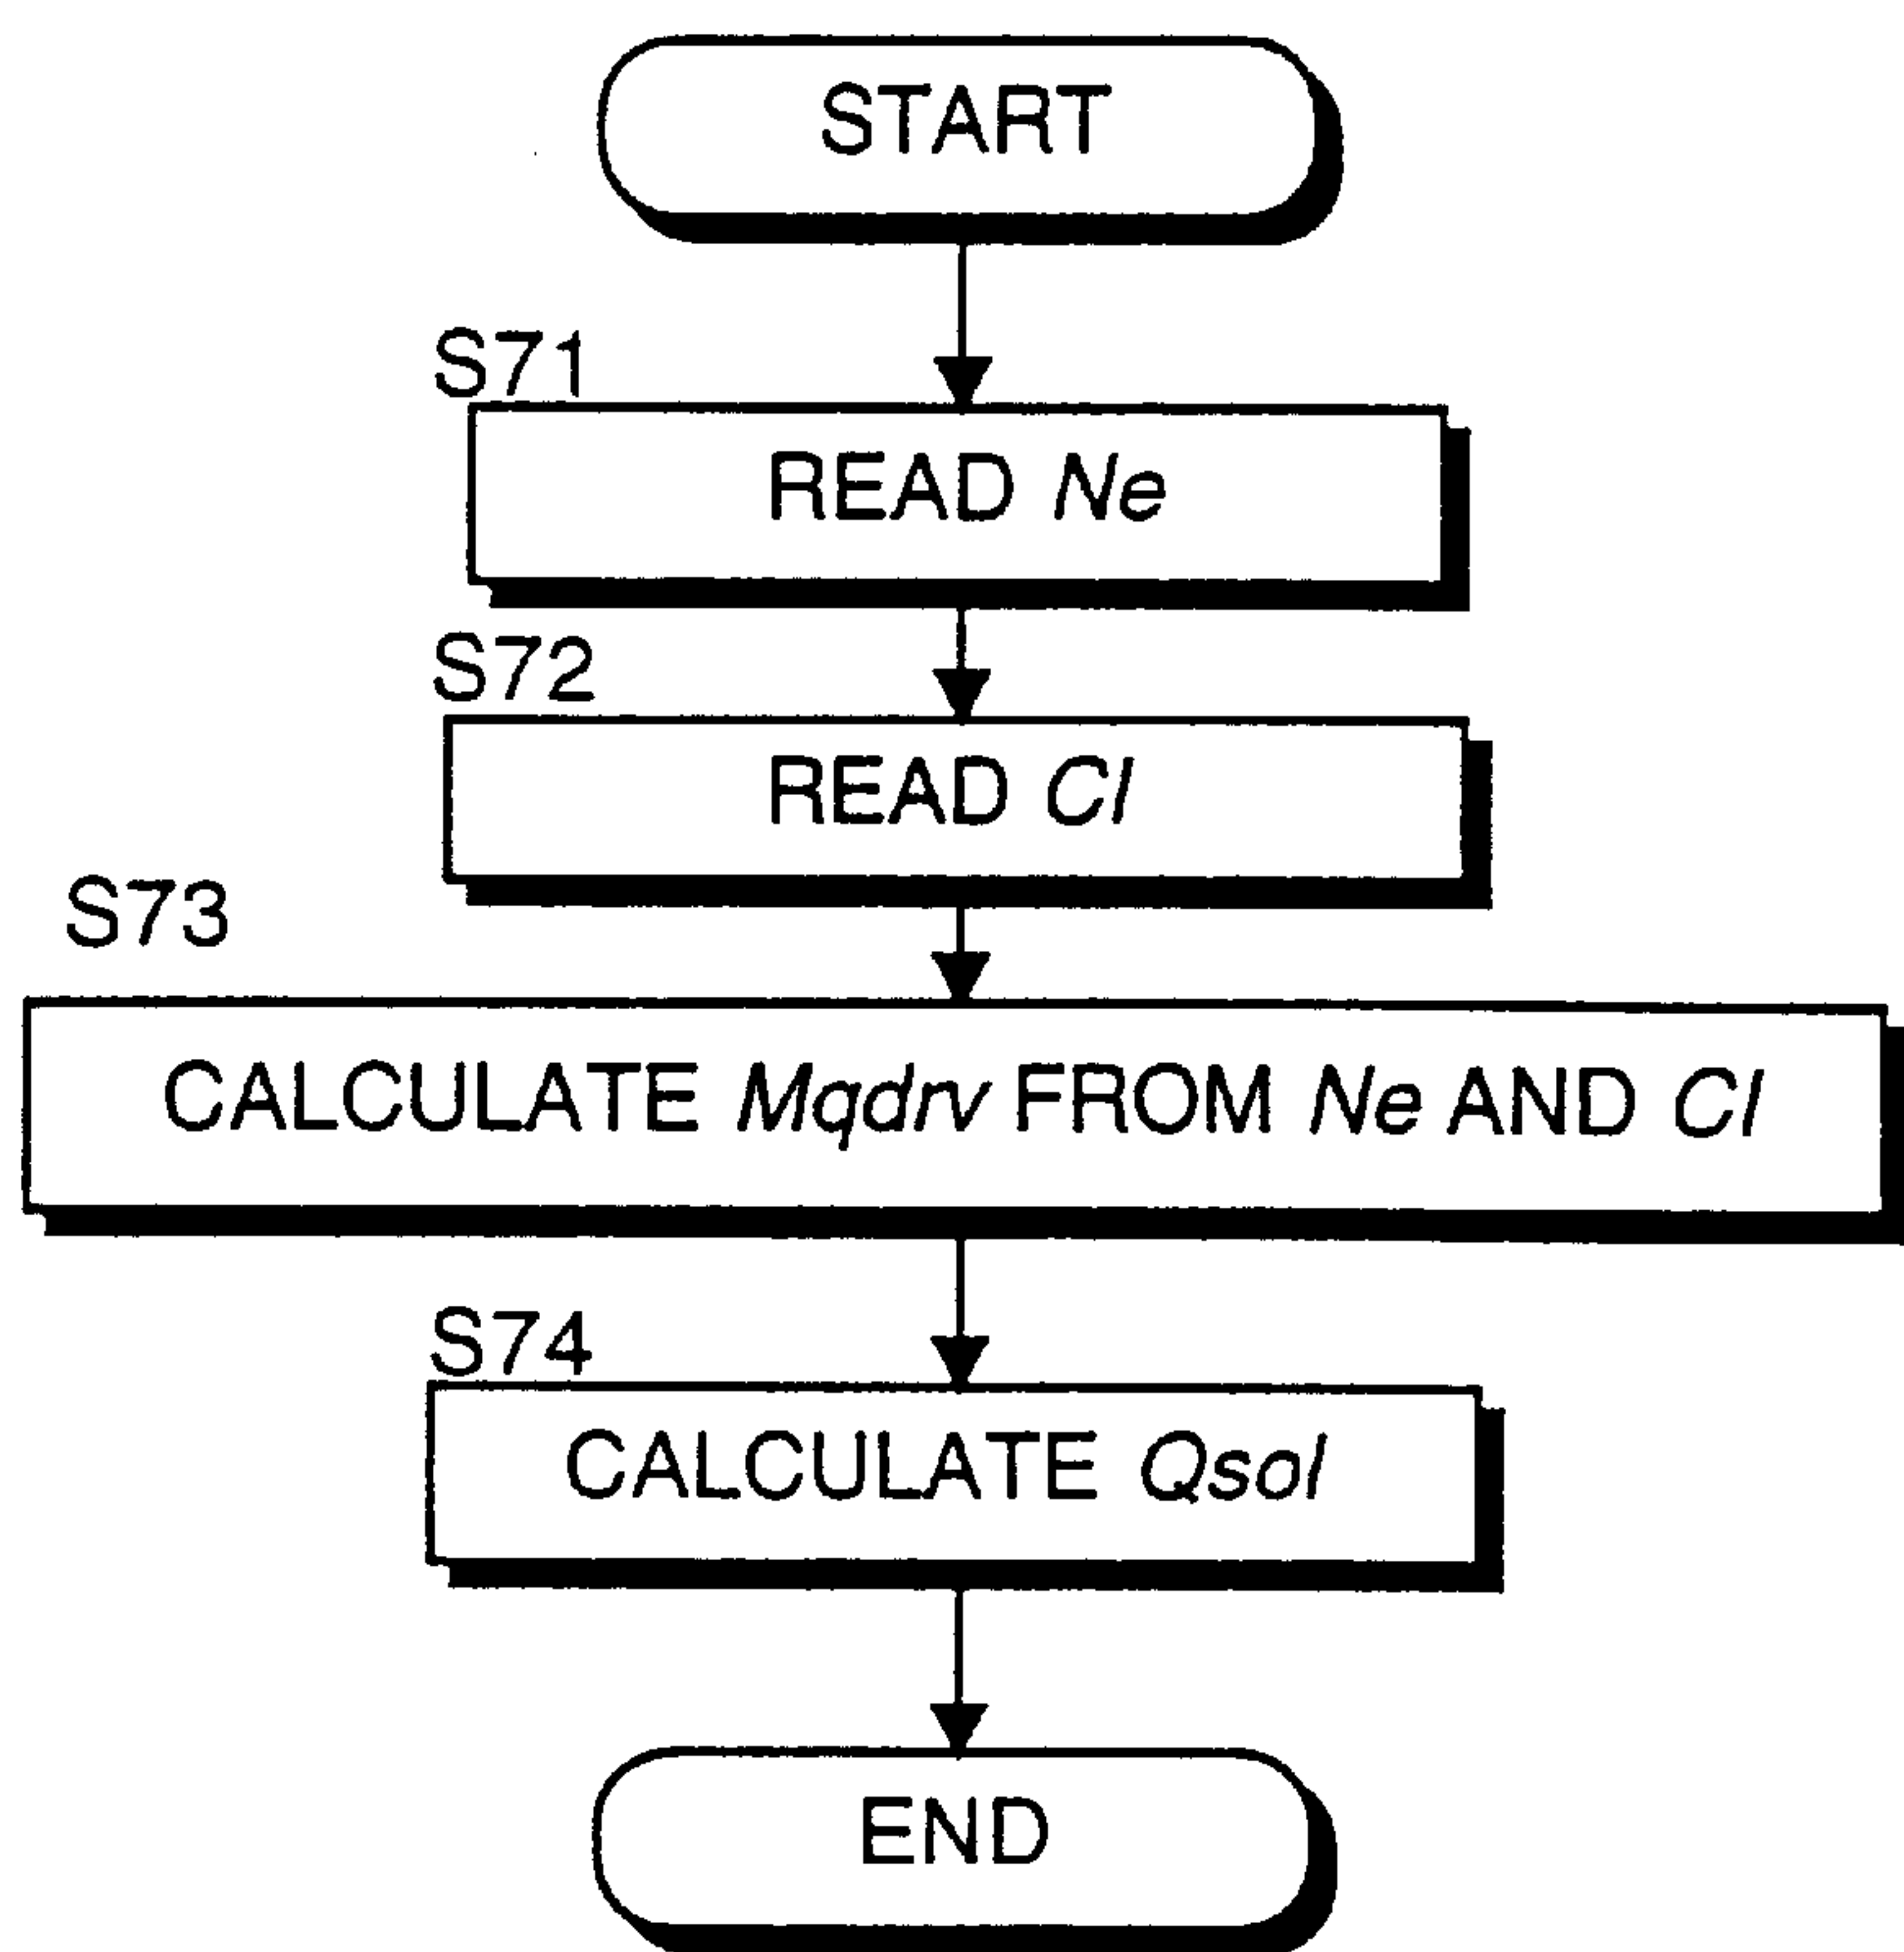 START
S71
READ Ne
S72
READ Cl
S73
CALCULATE Mqdrv FROM Ne AND Cl
S74
CALCULATE Qsol
END